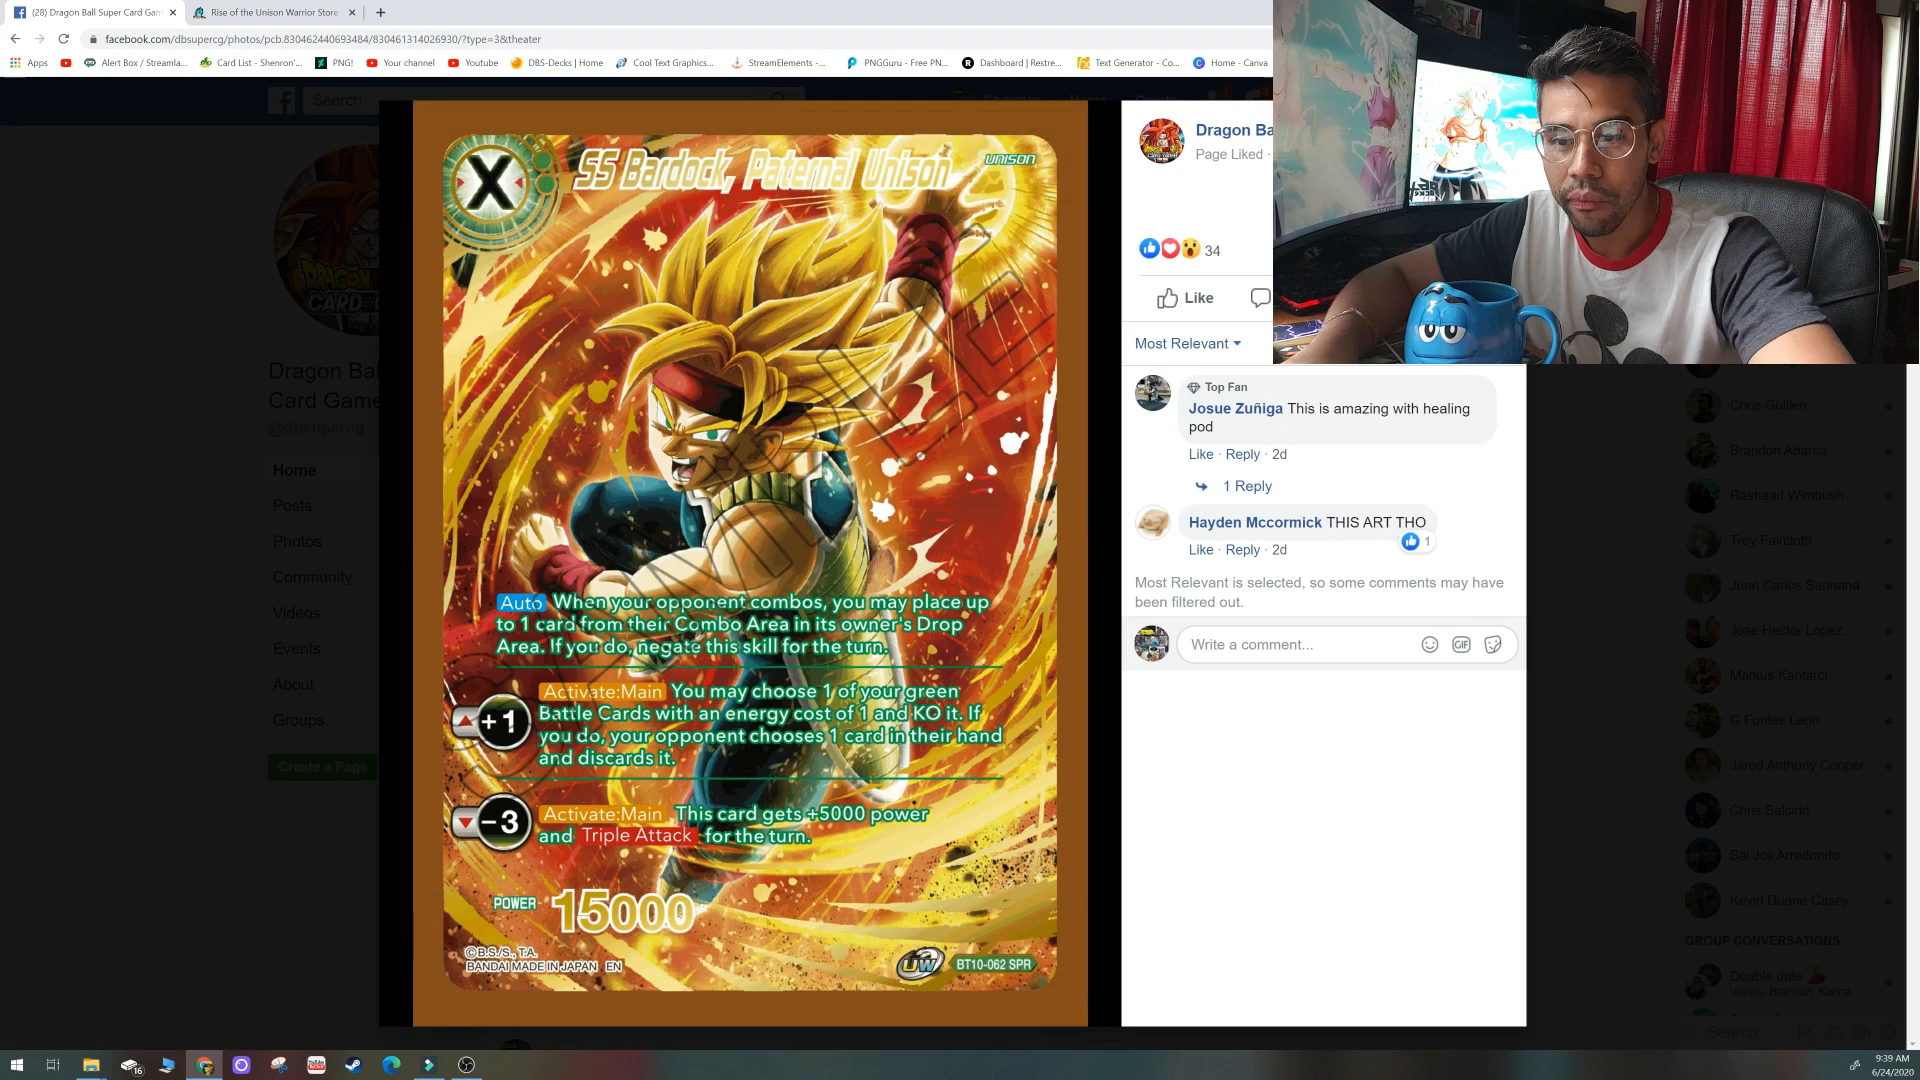 (28) Dragon Ball Super Card Gam
Rise of the Unison Warrior Store
facebook.com/dbsupercg/photos/pcb.830462440693484/830461314026930/?type=3&theater
Apps
Alert Box / Streamla...
Card List - Shenron'...
PNG!
Your channel
Youtube
DBS-Decks | Home
Cool Text Graphics...
StreamElements -...
PNGGuru - Free PN...
Dashboard | Restre...
Text Generator - Co...
Home - Canva
Search
Dragon Bal
Card Game
@dbsupercg
Home
Posts
Photos
Community
Videos
Events
About
Groups
Create a Page
X
SS Bardock, Paternal Unison
UNISON
SAMPLE
Auto When your opponent combos, you may place up
to 1 card from their Combo Area in its owner's Drop
Area. If you do, negate this skill for the turn.
+1
Activate:Main You may choose 1 of your green
Battle Cards with an energy cost of 1 and KO it. If
you do, your opponent chooses 1 card in their hand
and discards it.
-3
Activate:Main This card gets +5000 power
and Triple Attack for the turn.
POWER 15000
©B.S./S., T.A.
BANDAI MADE IN JAPAN EN
UW
BT10-062 SPR
Dragon Ba
Page Liked ·
34
Like
Most Relevant
Top Fan
Josue Zuñiga This is amazing with healing
pod
Like · Reply · 2d
1 Reply
Hayden Mccormick THIS ART THO
1
Like · Reply · 2d
Most Relevant is selected, so some comments may have
been filtered out.
Write a comment...
GIF
Chris Guillen
Brandon Abarca
Rashaad Wimbush
Trey Faircloth
Juan Carlos Sarinana
Jose Hector Lopez
Markus Kantarci
G Fontes León
Jared Anthony Cooper
Chris Salcido
Sai Joji Arredondo
Kevin Duane Casey
GROUP CONVERSATIONS
Double date
Search
16
9:39 AM
6/24/2020